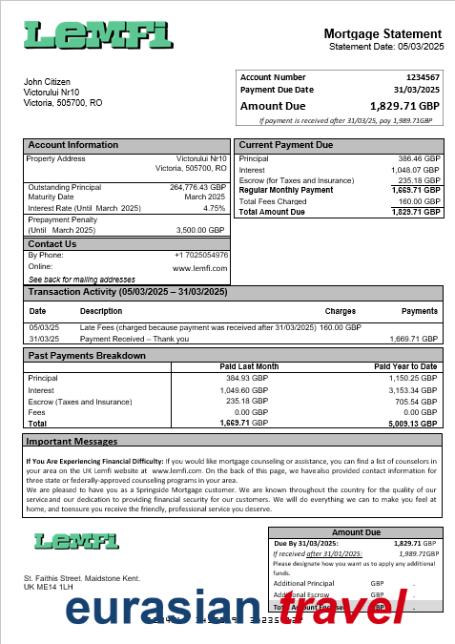 LemFi
Mortgage Statement
Statement Date: 05/03/2025
John Citizen
Victorului Nr10
Victoria, 505700, RO
Account Number 1234567
Payment Due Date 31/03/2025
Amount Due 1,829.71 GBP
If payment is received after 31/03/25, pay 1,989.71GBP
Account Information
Property Address Victorului Nr10
Victoria, 505700, RO
Outstanding Principal 264,776.43 GBP
Maturity Date March 2025
Interest Rate (Until March 2025) 4.75%
Prepayment Penalty
(Until March 2025) 3,500.00 GBP
Contact Us
By Phone: +1 7025054976
Online: www.lemfi.com
See back for mailing addresses
Current Payment Due
Principal 386.46 GBP
Interest 1,048.07 GBP
Escrow (for Taxes and Insurance) 235.18 GBP
Regular Monthly Payment 1,669.71 GBP
Total Fees Charged 160.00 GBP
Total Amount Due 1,829.71 GBP
Transaction Activity (05/03/2025 – 31/03/2025)
Date Description Charges Payments
05/03/25 Late Fees (charged because payment was received after 31/03/2025) 160.00 GBP
31/03/25 Payment Received – Thank you 1,669.71 GBP
Past Payments Breakdown
Paid Last Month Paid Year to Date
Principal 384.93 GBP 1,150.25 GBP
Interest 1,049.60 GBP 3,153.34 GBP
Escrow (Taxes and Insurance) 235.18 GBP 705.54 GBP
Fees 0.00 GBP 0.00 GBP
Total 1,669.71 GBP 5,009.13 GBP
Important Messages
If You Are Experiencing Financial Difficulty: If you would like mortgage counseling or assistance, you can find a list of counselors in
your area on the UK Lemfi website at www.lemfi.com. On the back of this page, we havealso provided contact information for
three state or federally-approved counseling programs in your area.
We are pleased to have you as a Springside Mortgage customer. We are known throughout the country for the quality of our
service and our dedication to providing financial security for our customers. We will do everything we can to make you feel at
home, and toensure you receive the friendly, professional service you deserve.
LemFi
St. Faithis Street, Maidstone Kent.
UK ME14 1LH
Amount Due
Due By 31/03/2025: 1,829.71 GBP
If received after 31/01/2025: 1,989.71GBP
Please designate how you want us to apply any additional
funds.
Additional Principal GBP .
Additional Escrow GBP .
Total Amount Enclosed GBP .
eurasian travel